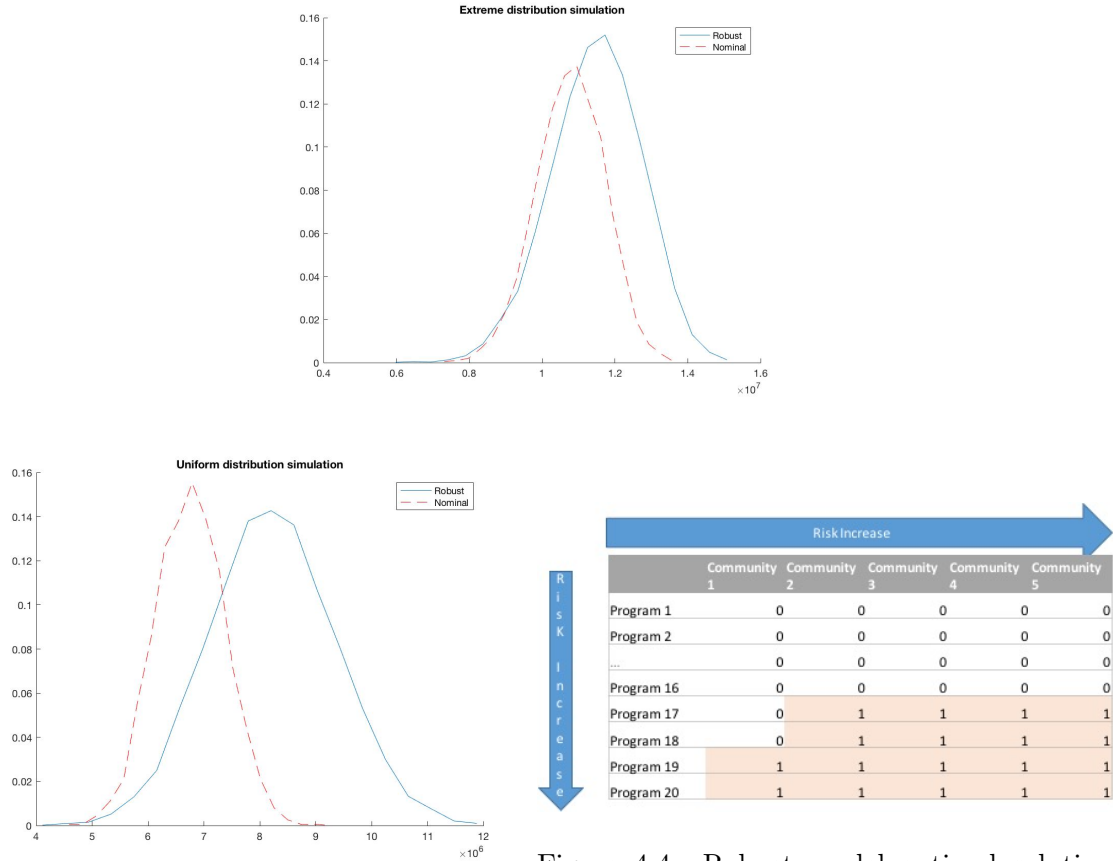 Extreme distribution simulation
0.16
0.14
0.12
0.1
0.08
0.06
0.04
0.02
0
Robust
Nominal
0.4 0.6 0.8 1 1.2 1.4 1.6
×10^7
Uniform distribution simulation
0.16
0.14
0.12
0.1
0.08
0.06
0.04
0.02
0
Robust
Nominal
4 5 6 7 8 9 10 11 12
×10^6
Risk Increase
RisK Increase
Community 1 Community 2 Community 3 Community 4 Community 5
Program 1 0 0 0 0 0
Program 2 0 0 0 0 0
... 0 0 0 0 0
Program 16 0 0 0 0 0
Program 17 0 1 1 1 1
Program 18 0 1 1 1 1
Program 19 1 1 1 1 1
Program 20 1 1 1 1 1